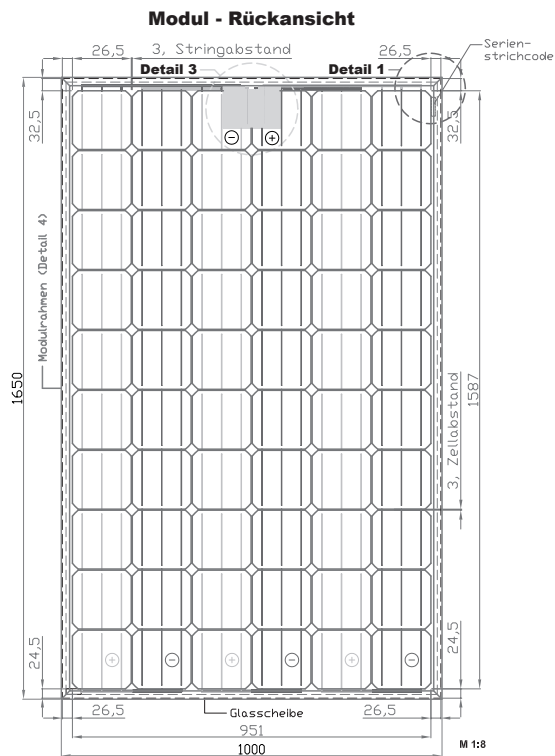 Modul - Rückansicht
26,5
3, Stringabstand
26,5
Serien-
strichcode
Detail 3
Detail 1
32,5
32,5
−
+
Modulrahmen (Detail 4)
1650
3, Zellabstand
1587
24,5
+
−
+
−
+
−
24,5
26,5
Glasscheibe
26,5
951
1000
M 1:8